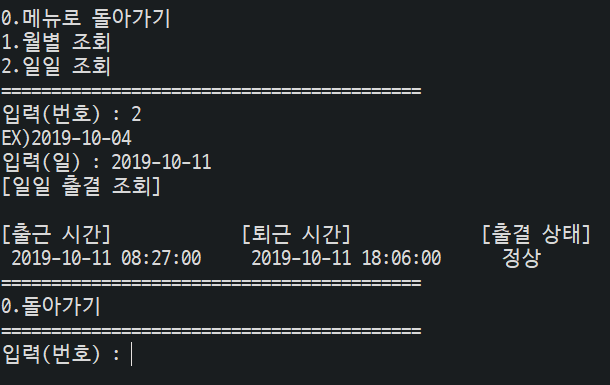 0.메뉴로 돌아가기
1.월별 조회
2.일일 조회
==========================================
입력(번호) : 2
EX)2019-10-04
입력(일) : 2019-10-11
[일일 출결 조회]
[출근 시간] [퇴근 시간] [출결 상태]
2019-10-11 08:27:00 2019-10-11 18:06:00 정상
==========================================
0.돌아가기
==========================================
입력(번호) :